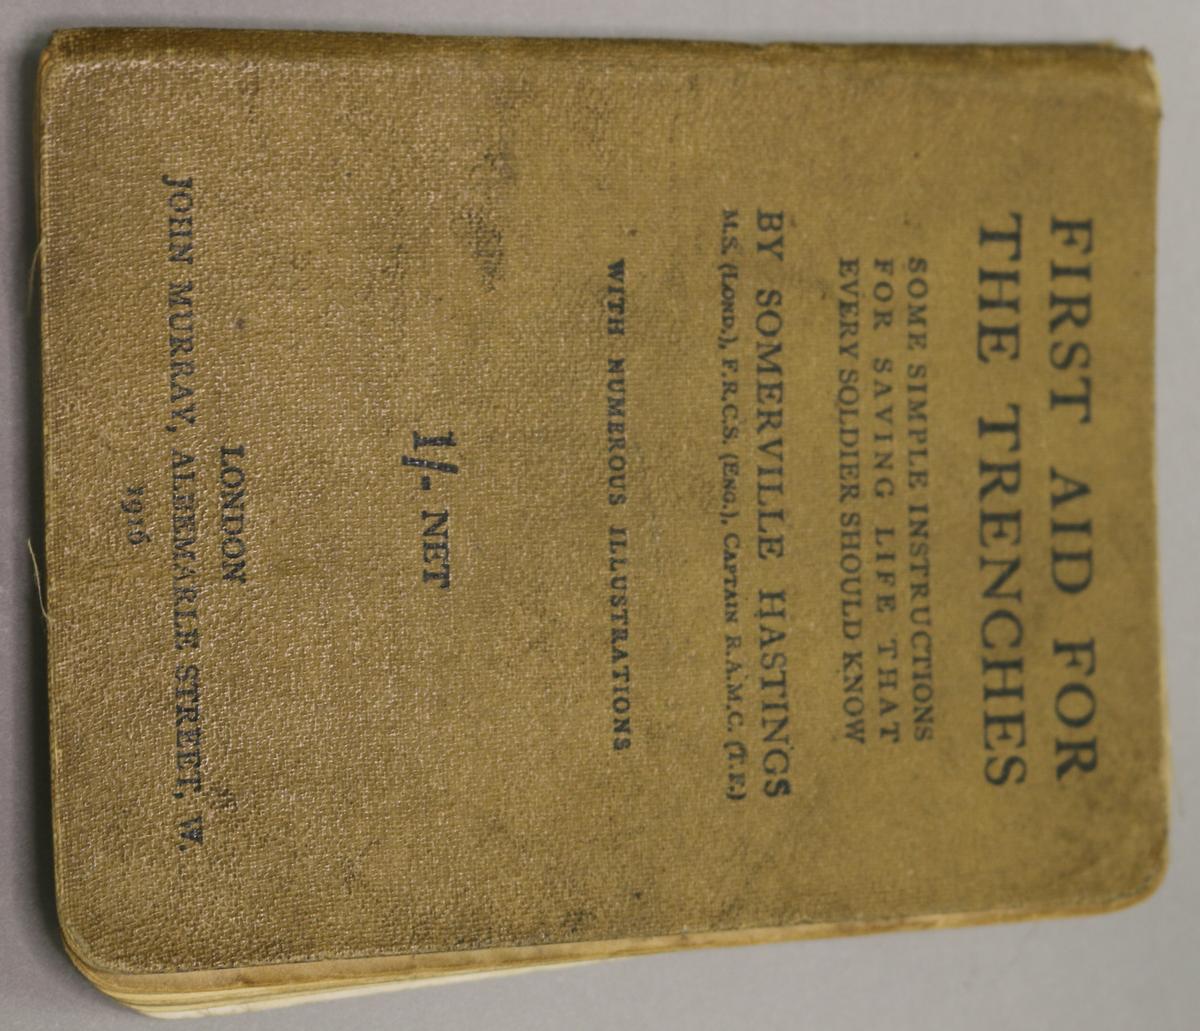 FIRST AID FOR
THE TRENCHES
SOME SIMPLE INSTRUCTIONS
FOR SAVING LIFE THAT
EVERY SOLDIER SHOULD KNOW
BY SOMERVILLE HASTINGS
M.S. (LOND.), F.R.C.S. (ENG.), CAPTAIN R.A.M.C. (T.F.)
WITH NUMEROUS ILLUSTRATIONS
1/- NET
LONDON
JOHN MURRAY, ALBEMARLE STREET, W.
1916